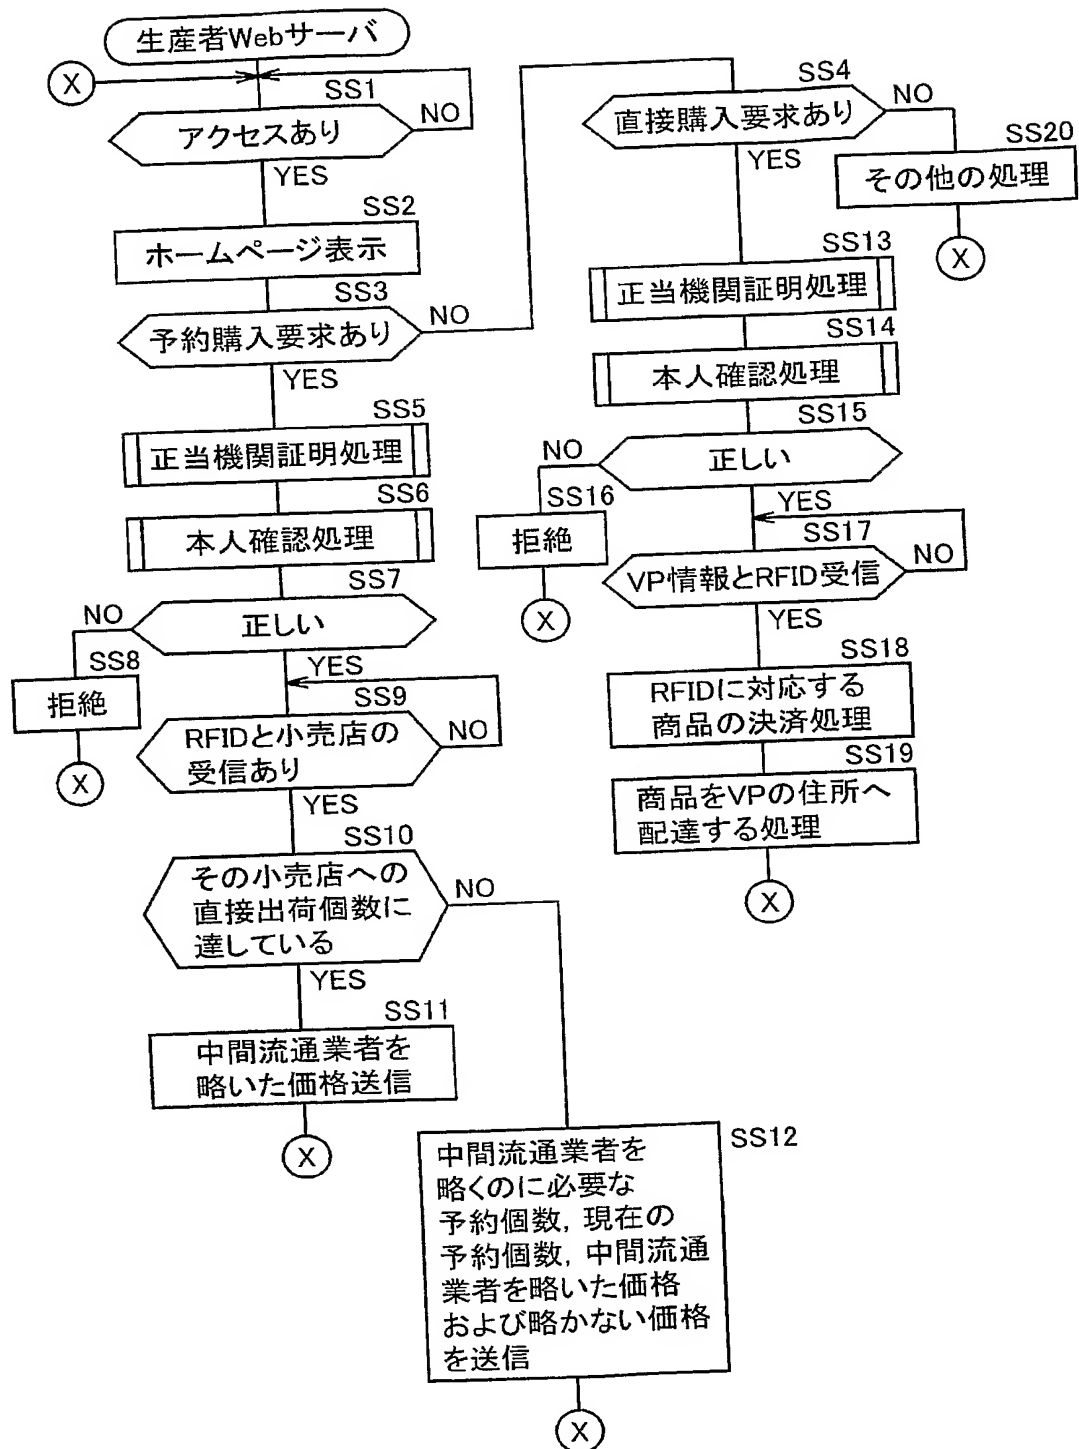 生産者Webサーバ
X
SS1
アクセスあり
NO
YES
SS2
ホームページ表示
SS3
予約購入要求あり
NO
YES
SS5
正当機関証明処理
SS6
本人確認処理
SS7
正しい
NO
YES
SS8
拒絶
X
SS9
RFIDと小売店の
受信あり
NO
YES
SS10
その小売店への
直接出荷個数に
達している
NO
YES
SS11
中間流通業者を
略いた価格送信
X
SS12
中間流通業者を
略くのに必要な
予約個数,現在の
予約個数,中間流通
業者を略いた価格
および略かない価格
を送信
X
SS4
直接購入要求あり
NO
YES
SS20
その他の処理
X
SS13
正当機関証明処理
SS14
本人確認処理
SS15
正しい
NO
YES
SS16
拒絶
X
SS17
VP情報とRFID受信
NO
YES
SS18
RFIDに対応する
商品の決済処理
SS19
商品をVPの住所へ
配達する処理
X